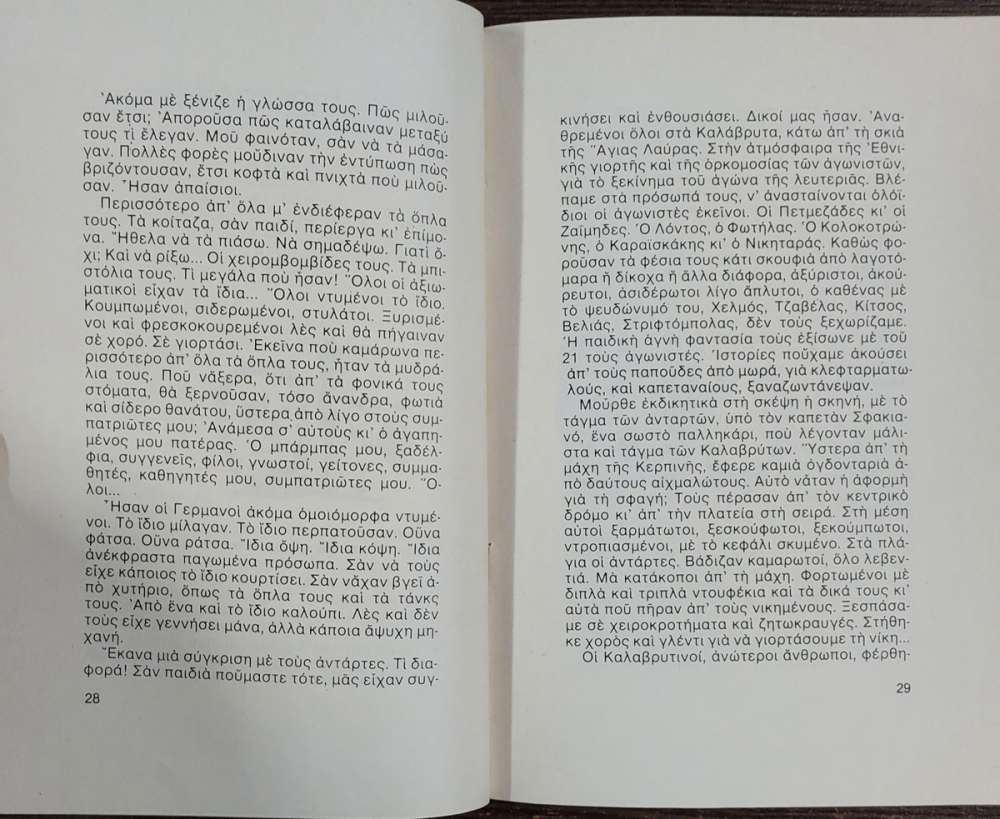 Ἀκόμα μὲ ξένιζε ἡ γλώσσα τους. Πῶς μιλοῦ-
σαν ἔτσι; Ἀποροῦσα πῶς καταλάβαιναν μεταξύ
τους τὶ ἔλεγαν. Μοῦ φαινόταν, σὰν νὰ τὰ μάσα-
γαν. Πολλὲς φορὲς μοὔδιναν τὴν ἐντύπωση πὼς
βριζόντουσαν, ἔτσι κοφτὰ καὶ πνιχτὰ ποὺ μιλοῦ-
σαν. Ἦσαν ἀπαίσιοι.
Περισσότερο ἀπ' ὅλα μ' ἐνδιέφεραν τὰ ὅπλα
τους. Τὰ κοίταζα, σὰν παιδί, περίεργα κι' ἐπίμο-
να. Ἤθελα νὰ τὰ πιάσω. Νὰ σημαδέψω. Γιατὶ ὄ-
χι; Καὶ νὰ ρίξω... Οἱ χειρομβομβίδες τους. Τὰ μπι-
στόλια τους. Τὶ μεγάλα ποὺ ἦσαν! Ὅλοι οἱ ἀξιω-
ματικοὶ εἶχαν τὰ ἴδια... Ὅλοι ντυμένοι τὸ ἴδιο.
Κουμπωμένοι, σιδερωμένοι, στυλάτοι. Ξυρισμέ-
νοι καὶ φρεσκοκουρεμένοι λὲς καὶ θὰ πήγαιναν
σὲ χορό. Σὲ γιορτάσι. Ἐκεῖνα ποὺ καμάρωνα πε-
ρισσότερο ἀπ' ὅλα τὰ ὅπλα τους, ἦταν τὰ μυδρά-
λια τους. Ποῦ νἄξερα, ὅτι ἀπ' τὰ φονικά τους
στόματα, θὰ ξερνοῦσαν, τόσο ἄνανδρα, φωτιὰ
καὶ σίδερο θανάτου, ὕστερα ἀπὸ λίγο στοὺς συμ-
πατριῶτες μου; Ἀνάμεσα σ' αὐτοὺς κι' ὁ ἀγαπη-
μένος μου πατέρας. Ὁ μπάρμπας μου, ξαδέλ-
φια, συγγενεῖς, φίλοι, γνωστοί, γείτονες, συμμα-
θητές, καθηγητές μου, συμπατριῶτες μου. Ὅ-
λοι...
Ἦσαν οἱ Γερμανοὶ ἀκόμα ὁμοιόμορφα ντυμέ-
νοι. Τὸ ἴδιο μίλαγαν. Τὸ ἴδιο περπατοῦσαν. Οὕνα
φάτσα. Οὕνα ράτσα. Ἴδια ὄψη. Ἴδια κόψη. Ἴδια
ἀνέκφραστα παγωμένα πρόσωπα. Σὰν νὰ τοὺς
εἶχε κάποιος τὸ ἴδιο κουρτίσει. Σὰν νἄχαν βγεῖ ἀ-
πὸ χυτήριο, ὅπως τὰ ὅπλα τους καὶ τὰ τάνκς
τους. Ἀπὸ ἕνα καὶ τὸ ἴδιο καλούπι. Λὲς καὶ δὲν
τοὺς εἶχε γεννήσει μάνα, ἀλλὰ κάποια ἄψυχη μη-
χανή.
Ἔκανα μιὰ σύγκριση μὲ τοὺς ἀντάρτες. Τὶ δια-
φορά! Σὰν παιδιὰ ποὔμαστε τότε, μᾶς εἶχαν συγ-
28
κινήσει καὶ ἐνθουσιάσει. Δικοί μας ἦσαν. Ἀνα-
θρεμένοι ὅλοι στὰ Καλάβρυτα, κάτω ἀπ' τὴ σκιὰ
τῆς Ἅγιας Λαύρας. Στὴν ἀτμόσφαιρα τῆς Ἐθνι-
κῆς γιορτῆς καὶ τῆς ὁρκομοσίας τῶν ἀγωνιστῶν,
γιὰ τὸ ξεκίνημα τοῦ ἀγώνα τῆς λευτεριᾶς. Βλέ-
παμε στὰ πρόσωπά τους, ν' ἀνασταίνονται ὁλόϊ-
διοι οἱ ἀγωνιστὲς ἐκεῖνοι. Οἱ Πετμεζάδες κι' οἱ
Ζαίμηδες. Ὁ Λόντος, ὁ Φωτήλας. Ὁ Κολοκοτρώ-
νης, ὁ Καραϊσκάκης κι' ὁ Νικηταράς. Καθὼς φο-
ροῦσαν τὰ φέσια τους κάτι σκουφιὰ ἀπὸ λαγοτό-
μαρα ἢ δίκοχα ἢ ἄλλα διάφορα, ἀξύριστοι, ἀκού-
ρευτοι, ἀσιδέρωτοι λίγο ἄπλυτοι, ὁ καθένας μὲ
τὸ ψευδώνυμό του, Χελμός, Τζαβέλας, Κίτσος,
Βελιάς, Στριφτόμπολας, δὲν τοὺς ξεχωρίζαμε.
Ἡ παιδικὴ ἁγνὴ φαντασία τοὺς ἐξίσωνε μὲ τοῦ
21 τοὺς ἀγωνιστές. Ἱστορίες ποὔχαμε ἀκούσει
ἀπ' τοὺς παποῦδες ἀπὸ μωρά, γιὰ κλεφταρματω-
λούς, καὶ καπεταναίους, ξαναζωντάνεψαν.
Μοὖρθε ἐκδικητικὰ στὴ σκέψη ἡ σκηνή, μὲ τὸ
τάγμα τῶν ἀνταρτῶν, ὑπὸ τὸν καπετὰν Σφακια-
νό, ἕνα σωστὸ παλληκάρι, ποὺ λέγονταν μάλι-
στα καὶ τάγμα τῶν Καλαβρύτων. Ὕστερα ἀπ' τὴ
μάχη τῆς Κερπινῆς, ἔφερε καμιὰ ὀγδονταριὰ ἀ-
πὸ δαύτους αἰχμαλώτους. Αὐτὸ νἆταν ἡ ἀφορμὴ
γιὰ τὴ σφαγή; Τοὺς πέρασαν ἀπ' τὸν κεντρικὸ
δρόμο κι' ἀπ' τὴν πλατεία στὴ σειρά. Στὴ μέση
αὐτοὶ ξαρμάτωτοι, ξεσκούφωτοι, ξεκούμπωτοι,
ντροπιασμένοι, μὲ τὸ κεφάλι σκυμένο. Στὰ πλά-
για οἱ ἀντάρτες. Βάδιζαν καμαρωτοί, ὅλο λεβεν-
τιά. Μὰ κατάκοποι ἀπ' τὴ μάχη. Φορτωμένοι μὲ
διπλὰ καὶ τριπλὰ ντουφέκια καὶ τὰ δικά τους κι'
αὐτὰ ποῦ πῆραν ἀπ' τοὺς νικημένους. Ξεσπάσα-
με σὲ χειροκροτήματα καὶ ζητωκραυγές. Στήθη-
κε χορὸς καὶ γλέντι γιὰ νὰ γιορτάσουμε τὴ νίκη...
Οἱ Καλαβρυτινοί, ἀνώτεροι ἄνθρωποι, φέρθη-
29